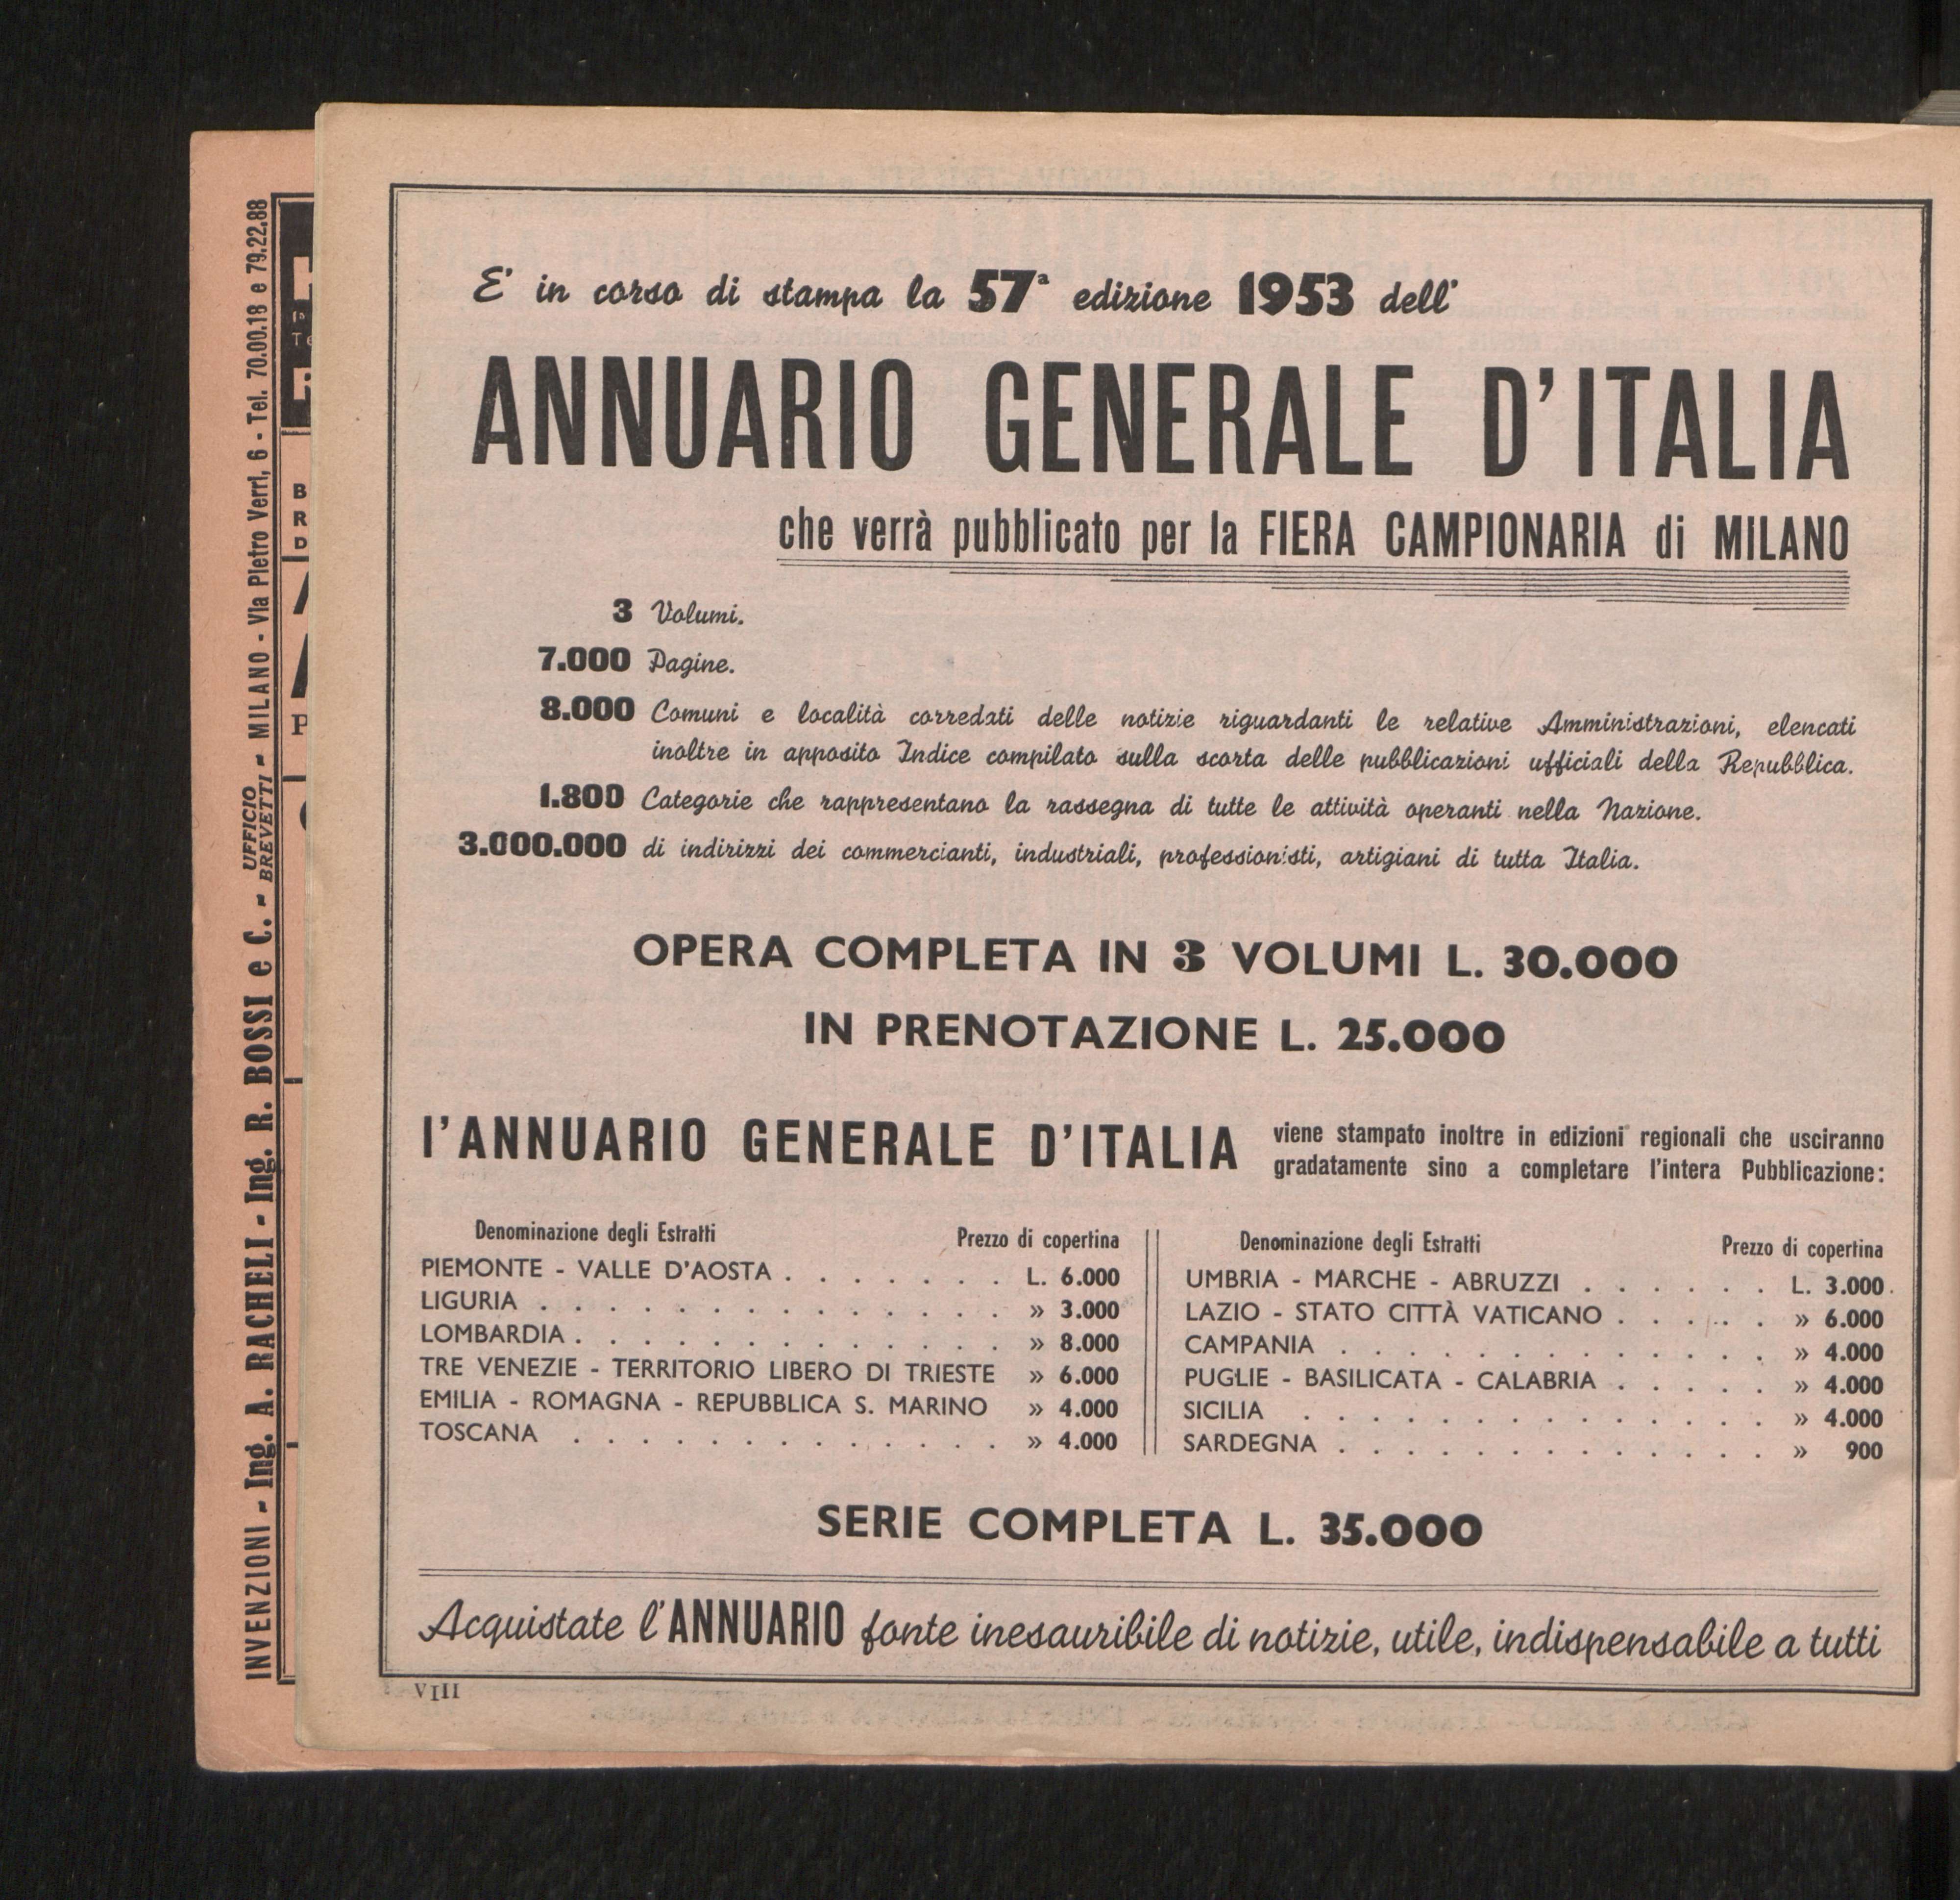 E' in corso di stampa la 57ª edizione 1953 dell'
ANNUARIO GENERALE D'ITALIA
che verrà pubblicato per la FIERA CAMPIONARIA di MILANO
3 Volumi.
7.000 Pagine.
8.000 Comuni e località corredati delle notizie riguardanti le relative Amministrazioni, elencati
inoltre in apposito Indice compilato sulla scorta delle pubblicazioni ufficiali della Repubblica.
1.800 Categorie che rappresentano la rassegna di tutte le attività operanti nella Nazione.
3.000.000 di indirizzi dei commercianti, industriali, professionisti, artigiani di tutta Italia.
OPERA COMPLETA IN 3 VOLUMI L. 30.000
IN PRENOTAZIONE L. 25.000
l'ANNUARIO GENERALE D'ITALIA
viene stampato inoltre in edizioni regionali che usciranno
gradatamente sino a completare l'intera Pubblicazione:
Denominazione degli Estratti Prezzo di copertina
PIEMONTE - VALLE D'AOSTA . . . . . . . L. 6.000
LIGURIA . . . . . . . . . . . . . . » 3.000
LOMBARDIA . . . . . . . . . . . . . » 8.000
TRE VENEZIE - TERRITORIO LIBERO DI TRIESTE » 6.000
EMILIA - ROMAGNA - REPUBBLICA S. MARINO » 4.000
TOSCANA . . . . . . . . . . . . . » 4.000
Denominazione degli Estratti Prezzo di copertina
UMBRIA - MARCHE - ABRUZZI . . . . . . L. 3.000
LAZIO - STATO CITTÀ VATICANO . . . . . » 6.000
CAMPANIA . . . . . . . . . . . . . » 4.000
PUGLIE - BASILICATA - CALABRIA . . . . . » 4.000
SICILIA . . . . . . . . . . . . . . » 4.000
SARDEGNA . . . . . . . . . . . . . » 900
SERIE COMPLETA L. 35.000
Acquistate l'ANNUARIO fonte inesauribile di notizie, utile, indispensabile a tutti
VIII
INVENZIONI - Ing. A. RACHELI - Ing. R. BOSSI e C. - UFFICIO BREVETTI - MILANO - Via Pietro Verri, 6 - Tel. 70.00.18 e 79.22.88